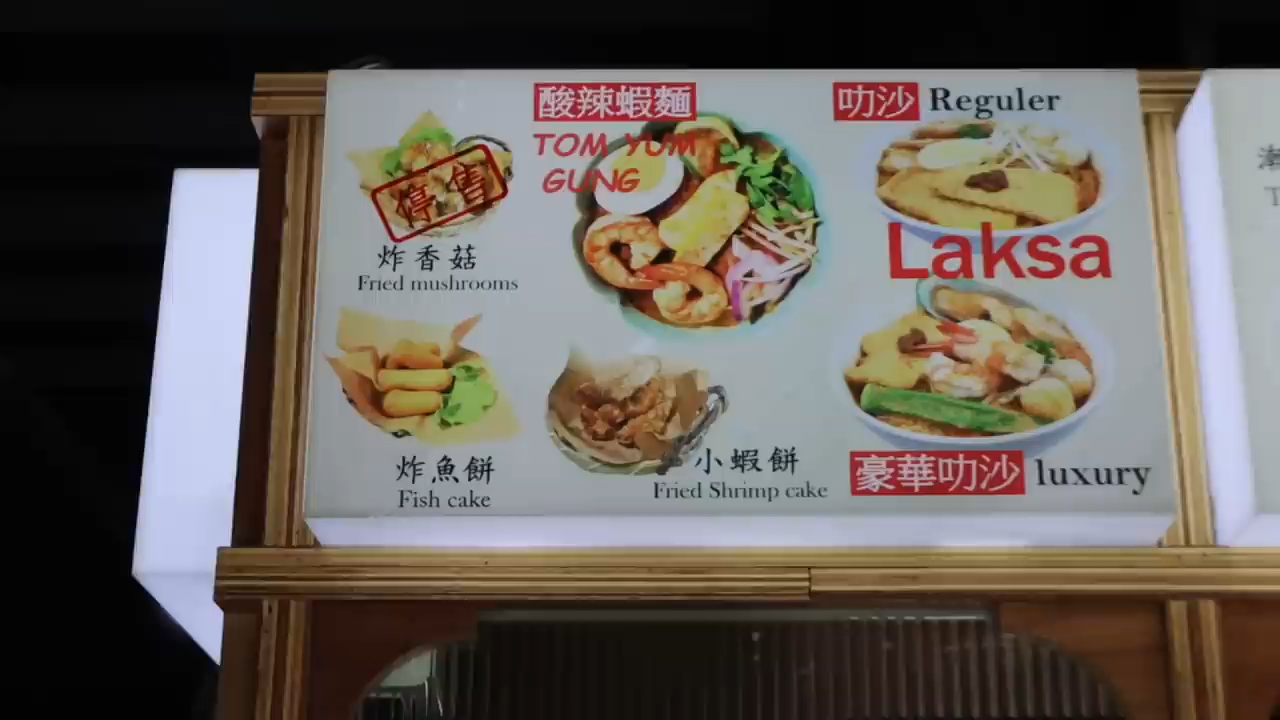 停售
炸香菇
Fried mushrooms
炸魚餅
Fish cake
酸辣蝦麵
TOM YUM
GUNG
小蝦餅
Fried Shrimp cake
叻沙 Reguler
Laksa
豪華叻沙 luxury